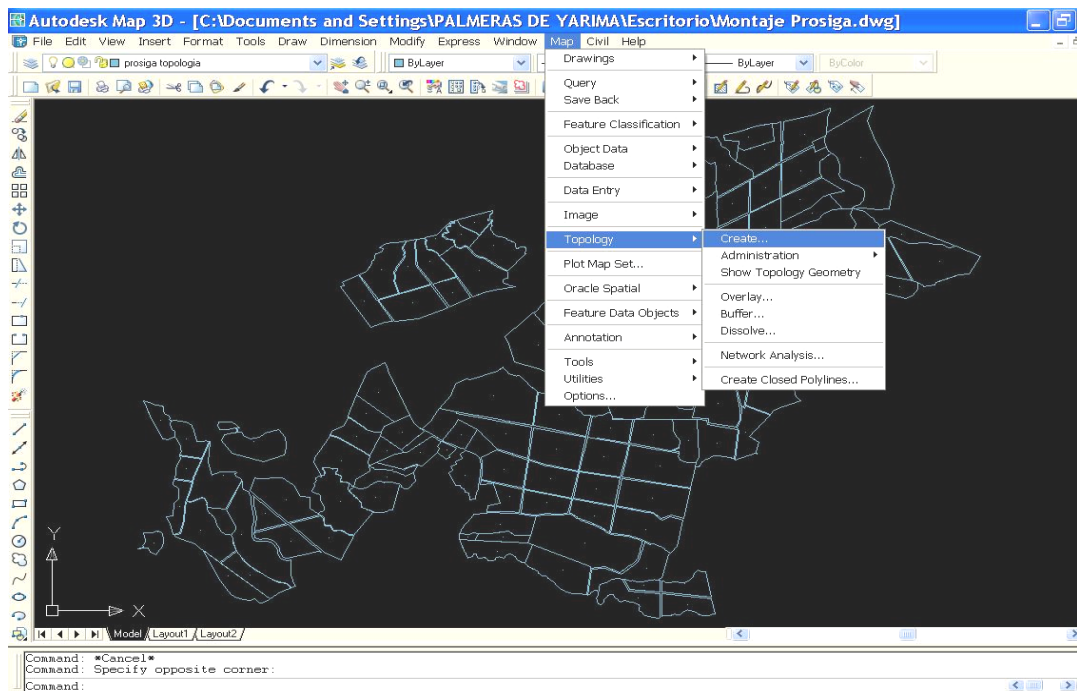 Autodesk Map 3D - [C:\Documents and Settings\PALMERAS DE YARIMA\Escritorio\Montaje Prosiga.dwg]
File Edit View Insert Format Tools Draw Dimension Modify Express Window Map Civil Help
prosiga topologia
ByLayer
ByLayer
ByColor
Drawings
Query
Save Back
Feature Classification
Object Data
Database
Data Entry
Image
Topology
Plot Map Set...
Oracle Spatial
Feature Data Objects
Annotation
Tools
Utilities
Options...
Create...
Administration
Show Topology Geometry
Overlay...
Buffer...
Dissolve...
Network Analysis...
Create Closed Polylines...
Y
X
Model Layout1 Layout2
Command: *Cancel*
Command: Specify opposite corner:
Command: